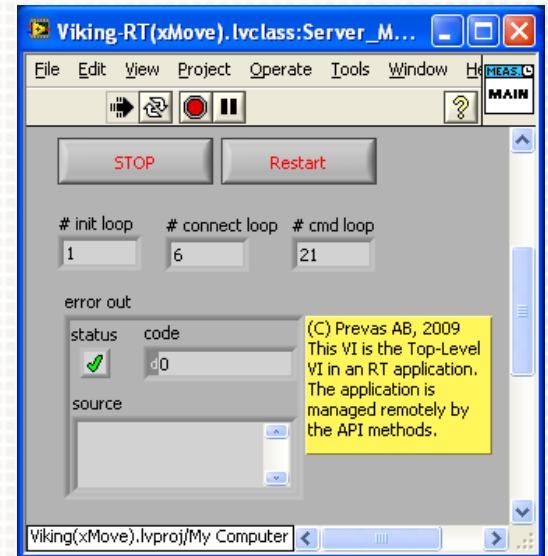 Viking-RT(xMove).lvclass:Server_M...
File Edit View Project Operate Tools Window He
MEAS.C
MAIN
STOP Restart
# init loop # connect loop # cmd loop
1 6 21
error out
status code
d0
source
(C) Prevas AB, 2009
This VI is the Top-Level
VI in an RT application.
The application is
managed remotely by
the API methods.
Viking(xMove).lvproj/My Computer